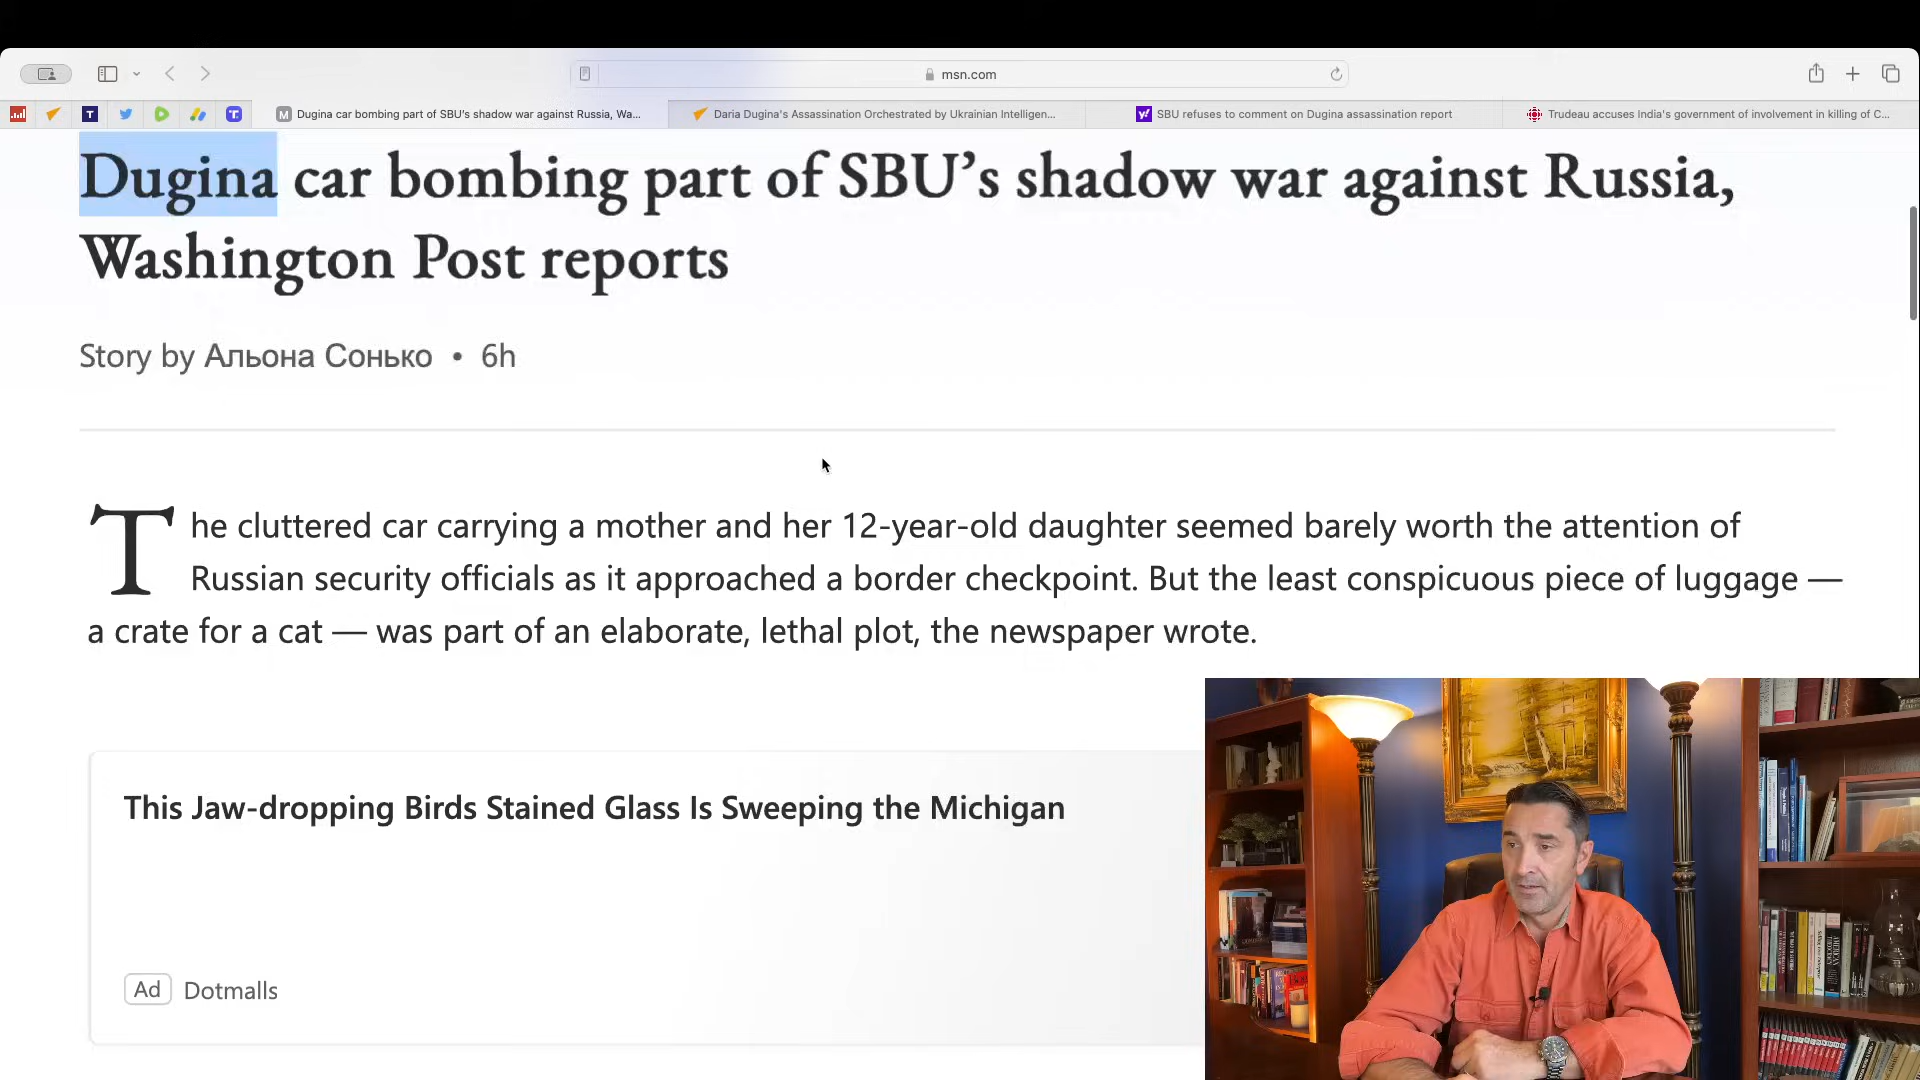 msn.com
Dugina car bombing part of SBU's shadow war against Russia, Wa...
Daria Dugina's Assassination Orchestrated by Ukrainian Intelligen...
SBU refuses to comment on Dugina assassination report
Trudeau accuses India's government of involvement in killing of C...
Dugina car bombing part of SBU’s shadow war against Russia,
Washington Post reports
Story by Альона Сонько • 6h
The cluttered car carrying a mother and her 12-year-old daughter seemed barely worth the attention of
Russian security officials as it approached a border checkpoint. But the least conspicuous piece of luggage —
a crate for a cat — was part of an elaborate, lethal plot, the newspaper wrote.
This Jaw-dropping Birds Stained Glass Is Sweeping the Michigan
Ad Dotmalls